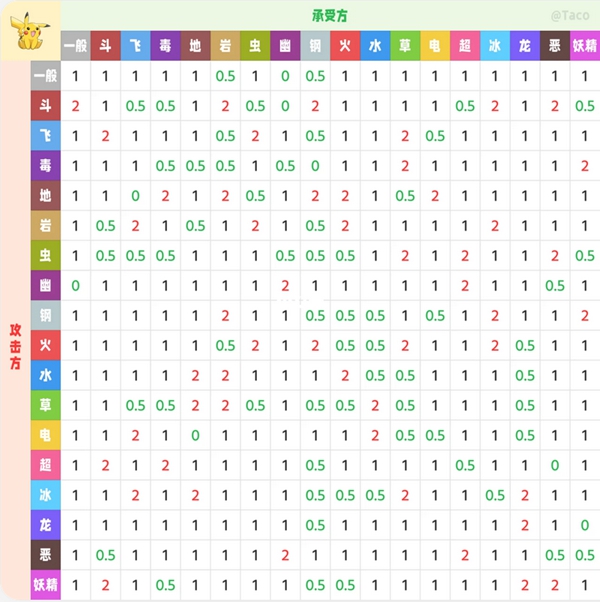 承受方
@Taco
一般 斗 飞 毒 地 岩 虫 幽 钢 火 水 草 电 超 冰 龙 恶 妖精
攻击方
一般 1 1 1 1 1 0.5 1 0 0.5 1 1 1 1 1 1 1 1 1
斗 2 1 0.5 0.5 1 2 0.5 0 2 1 1 1 1 0.5 2 1 2 0.5
飞 1 2 1 1 1 0.5 2 1 0.5 1 1 2 0.5 1 1 1 1 1
毒 1 1 1 0.5 0.5 0.5 1 0.5 0 1 1 2 1 1 1 1 1 2
地 1 1 0 2 1 2 0.5 1 2 2 1 0.5 2 1 1 1 1 1
岩 1 0.5 2 1 0.5 1 2 1 0.5 2 1 1 1 1 2 1 1 1
虫 1 0.5 0.5 0.5 1 1 1 0.5 0.5 0.5 1 2 1 2 1 1 2 0.5
幽 0 1 1 1 1 1 1 2 1 1 1 1 1 2 1 1 0.5 1
钢 1 1 1 1 1 2 1 1 0.5 0.5 0.5 1 0.5 1 2 1 1 2
火 1 1 1 1 1 0.5 2 1 2 0.5 0.5 2 1 1 2 0.5 1 1
水 1 1 1 1 2 2 1 1 1 2 0.5 0.5 1 1 1 0.5 1 1
草 1 1 0.5 0.5 2 2 0.5 1 0.5 0.5 2 0.5 1 1 1 0.5 1 1
电 1 1 2 1 0 1 1 1 1 1 2 0.5 0.5 1 1 0.5 1 1
超 1 2 1 2 1 1 1 1 0.5 1 1 1 1 0.5 1 1 0 1
冰 1 1 2 1 2 1 1 1 0.5 0.5 0.5 2 1 1 0.5 2 1 1
龙 1 1 1 1 1 1 1 1 0.5 1 1 1 1 1 1 2 1 0
恶 1 0.5 1 1 1 1 1 2 1 1 1 1 1 2 1 1 0.5 0.5
妖精 1 2 1 0.5 1 1 1 1 0.5 0.5 1 1 1 1 1 2 2 1